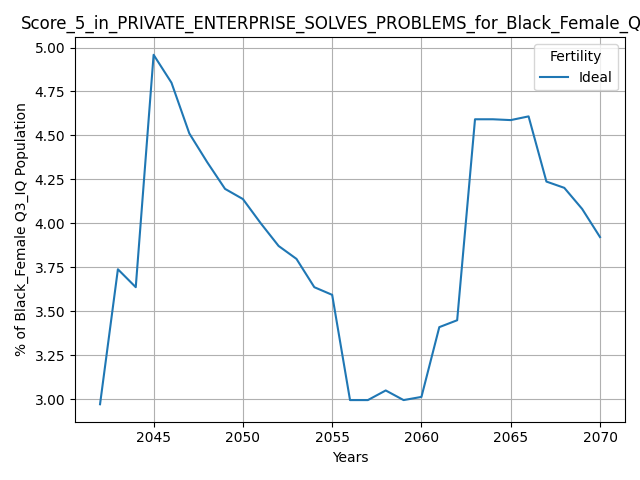 Score_5_in_PRIVATE_ENTERPRISE_SOLVES_PROBLEMS_for_Black_Female_Q
Fertility
Ideal
% of Black_Female Q3_IQ Population
5.00
4.75
4.50
4.25
4.00
3.75
3.50
3.25
3.00
2045 2050 2055 2060 2065 2070
Years